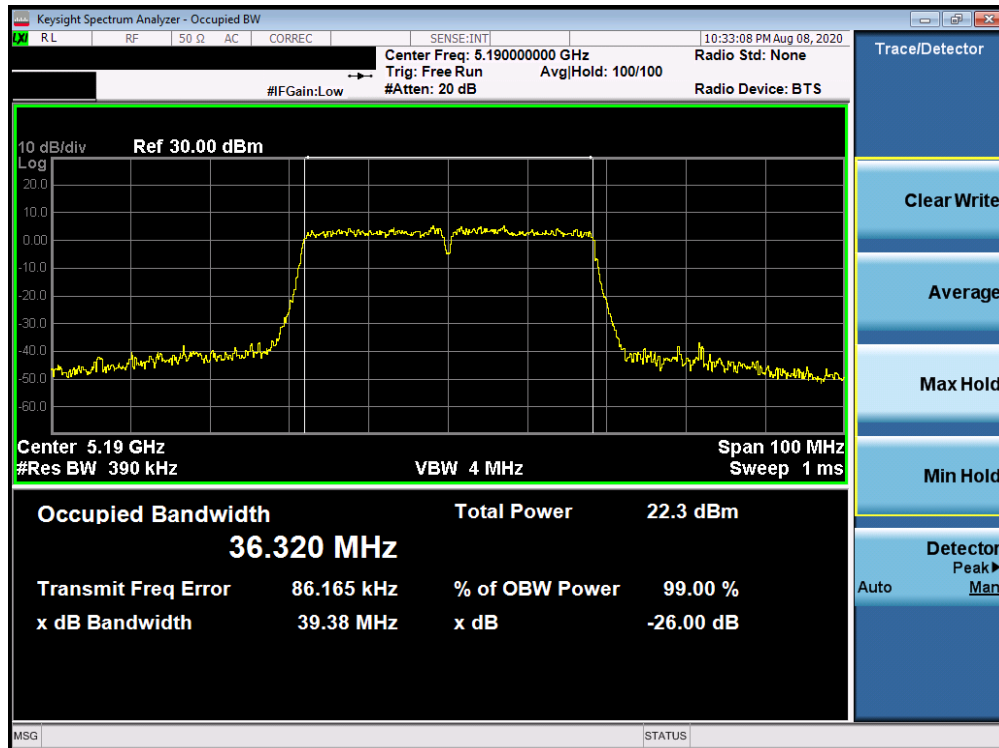 Keysight Spectrum Analyzer - Occupied BW
LXI RL RF 50 Ω AC CORREC SENSE:INT 10:33:08 PM Aug 08, 2020
Center Freq: 5.190000000 GHz Radio Std: None
Trig: Free Run Avg|Hold: 100/100
#IFGain:Low #Atten: 20 dB Radio Device: BTS
10 dB/div Ref 30.00 dBm
Log
20.0
10.0
0.00
-10.0
-20.0
-30.0
-40.0
-50.0
-60.0
Center 5.19 GHz Span 100 MHz
#Res BW 390 kHz VBW 4 MHz Sweep 1 ms
Occupied Bandwidth Total Power 22.3 dBm
36.320 MHz
Transmit Freq Error 86.165 kHz % of OBW Power 99.00 %
x dB Bandwidth 39.38 MHz x dB -26.00 dB
MSG STATUS
Trace/Detector
Clear Write
Average
Max Hold
Min Hold
Detector
Peak▶
Auto Man